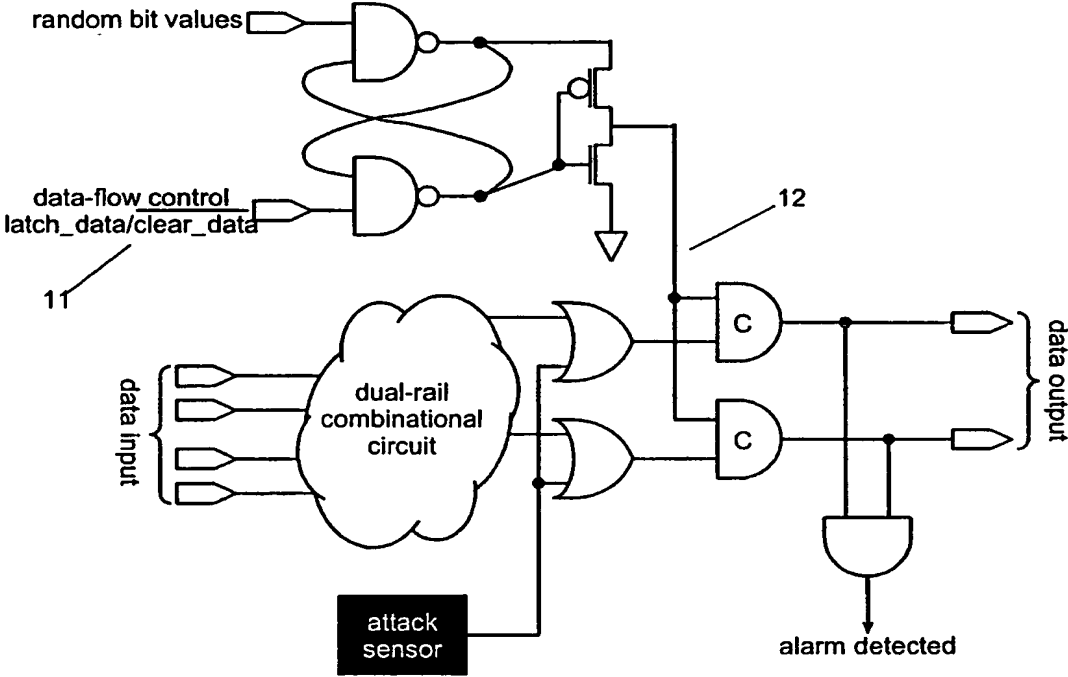 random bit values
data-flow control
latch_data/clear_data
11
12
C
C
data input
dual-rail
combinational
circuit
data output
attack
sensor
alarm detected